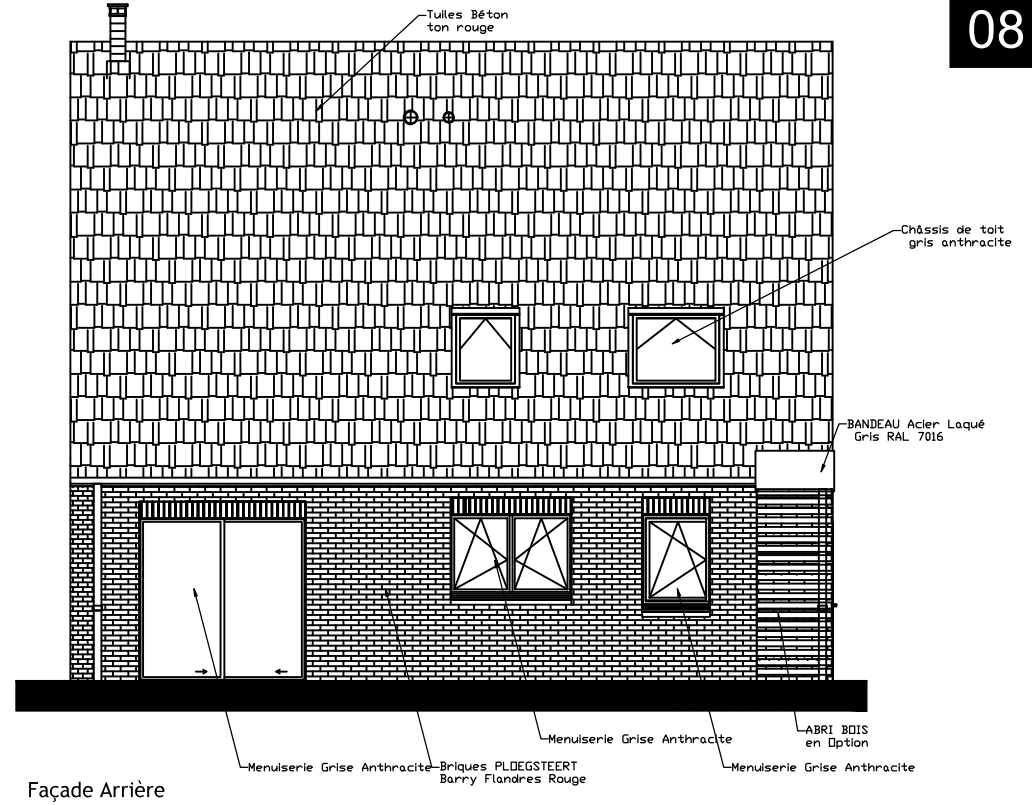 08
Tuiles Béton
ton rouge
Châssis de toit
gris anthracite
BANDEAU Acier Laqué
Gris RAL 7016
ABRI BOIS
en Option
Menuiserie Grise Anthracite
Menuiserie Grise Anthracite
Briques PLOEGSTEERT
Barry Flandres Rouge
Menuiserie Grise Anthracite
Façade Arrière